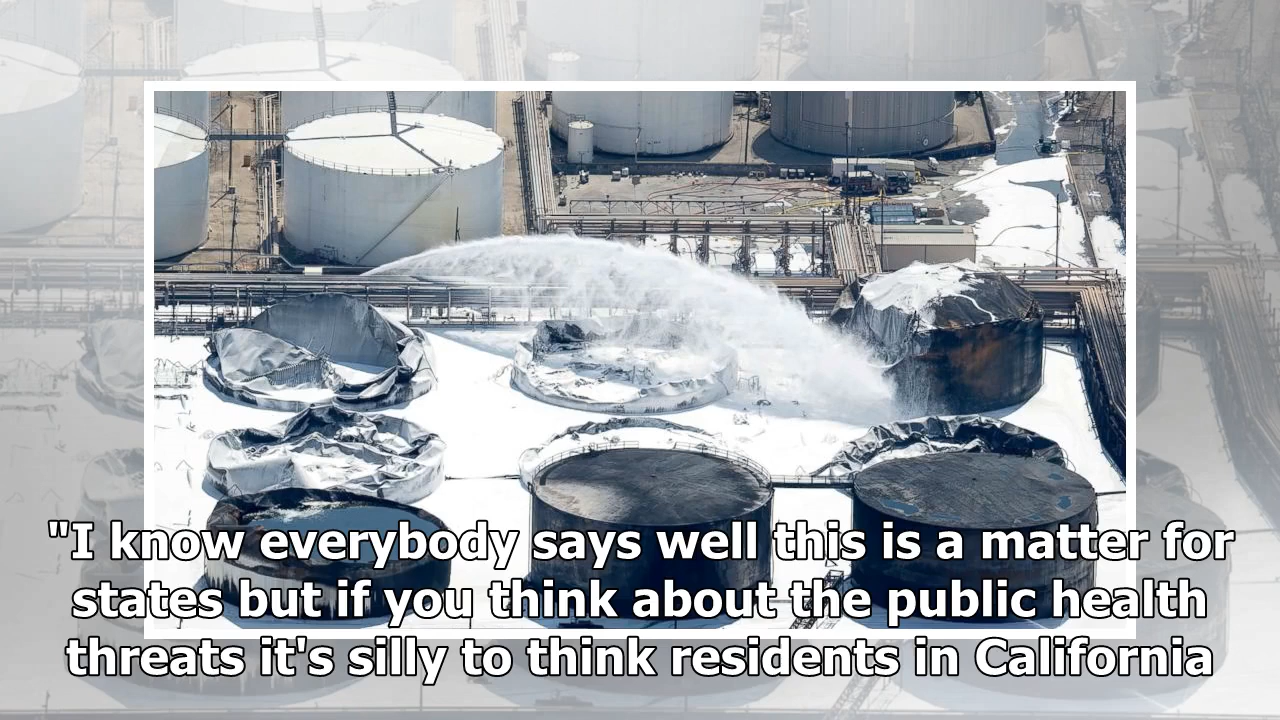 "I know everybody says well this is a matter for
states but if you think about the public health
threats it's silly to think residents in California